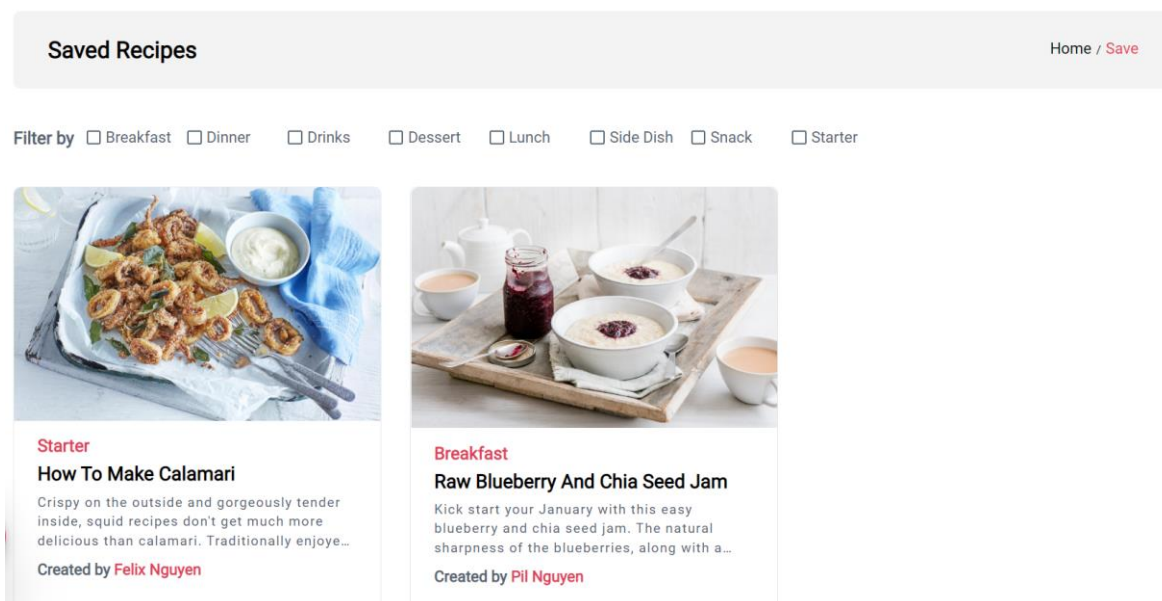 Saved Recipes
Home / Save
Filter by Breakfast Dinner Drinks Dessert Lunch Side Dish Snack Starter
Starter
How To Make Calamari
Crispy on the outside and gorgeously tender
inside, squid recipes don't get much more
delicious than calamari. Traditionally enjoye…
Created by Felix Nguyen
Breakfast
Raw Blueberry And Chia Seed Jam
Kick start your January with this easy
blueberry and chia seed jam. The natural
sharpness of the blueberries, along with a…
Created by Pil Nguyen